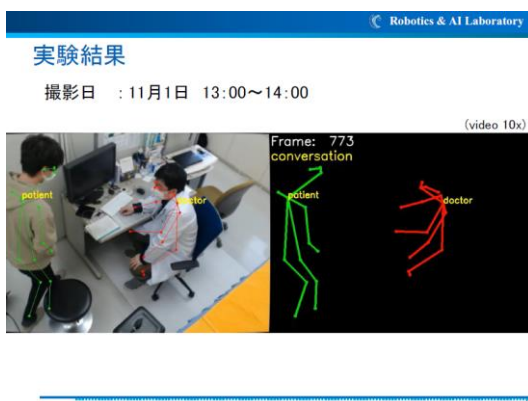 Robotics & AI Laboratory
実験結果
撮影日　：11月1日 13:00～14:00
(video 10x)
patient
doctor
Frame: 773
conversation
patient
doctor